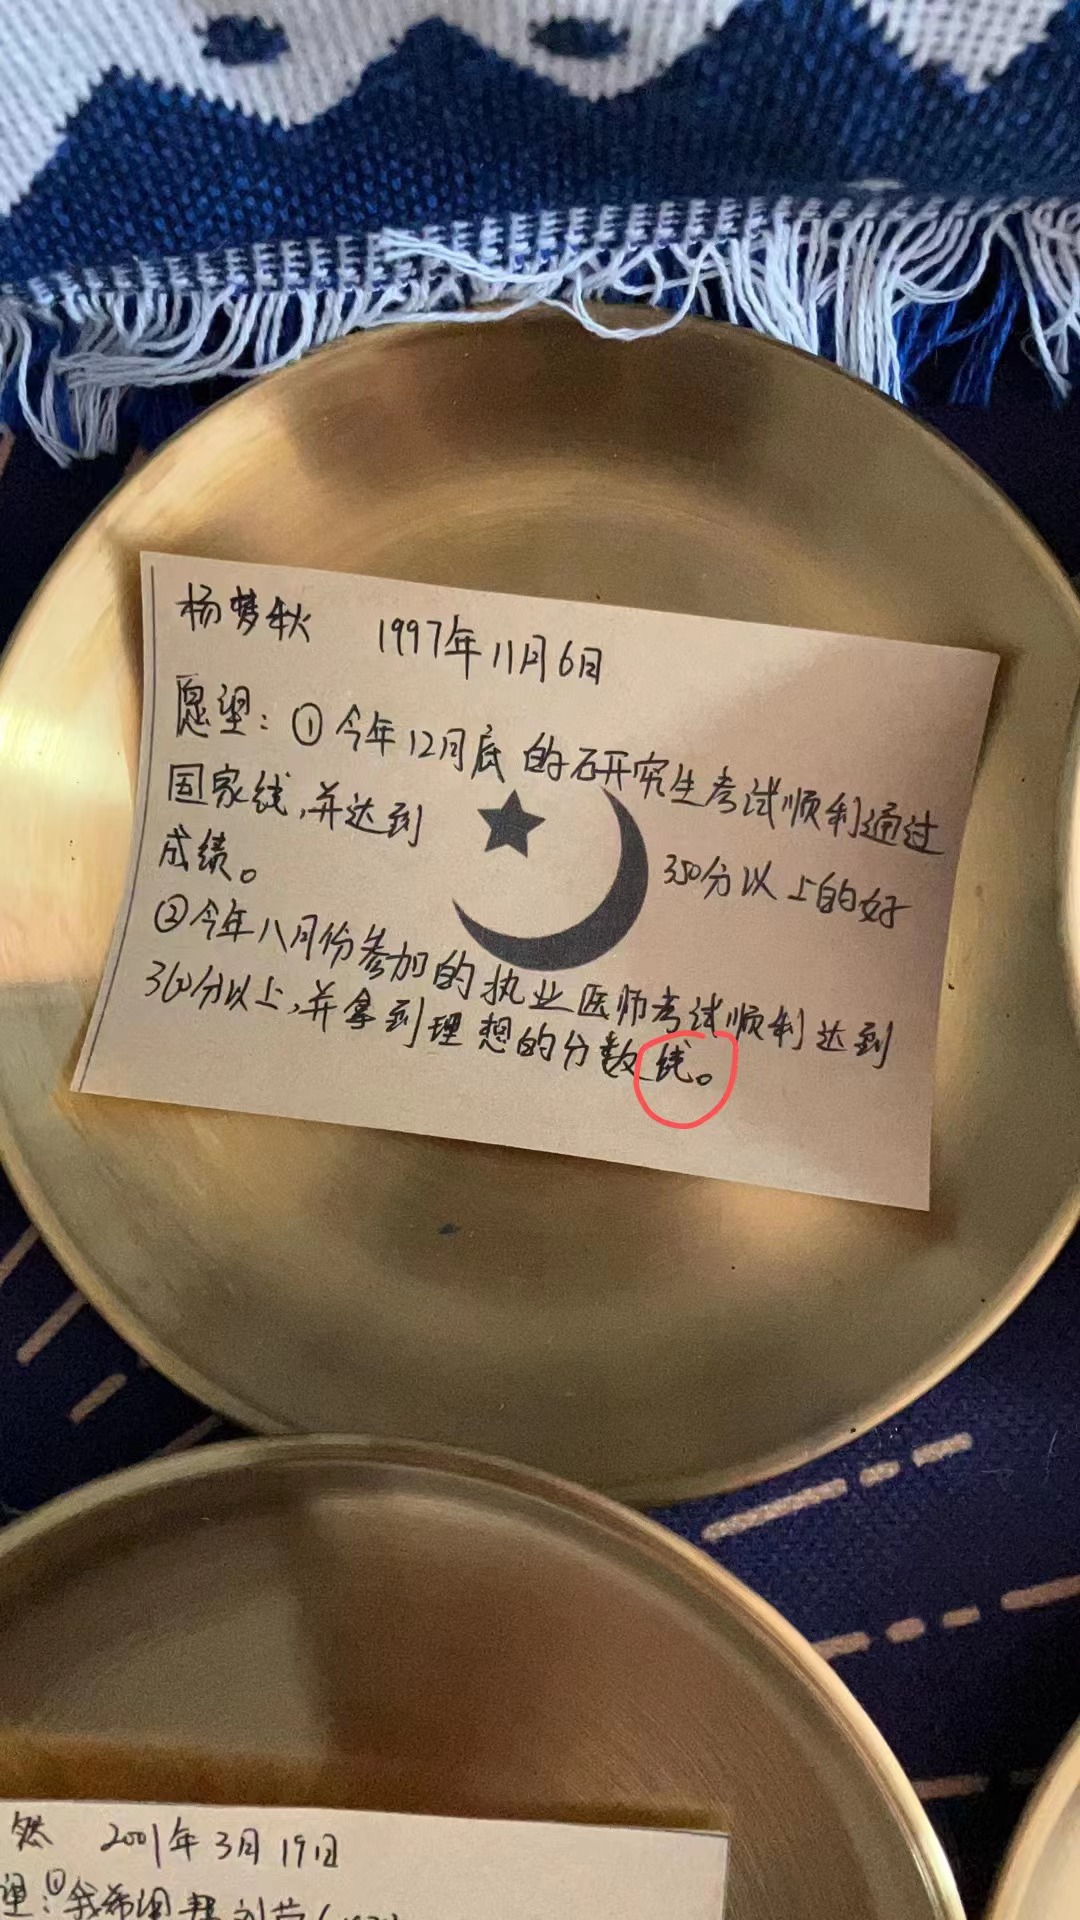 杨梦秋 1997年11月6日
愿望：①今年12月底的研究生考试顺利通过
国家线，并达到 350分以上的好
成绩。
②今年八月份参加的执业医师考试顺利达到
360分以上，并拿到理想的分数线。
然 2001年3月19日
望：①我希望